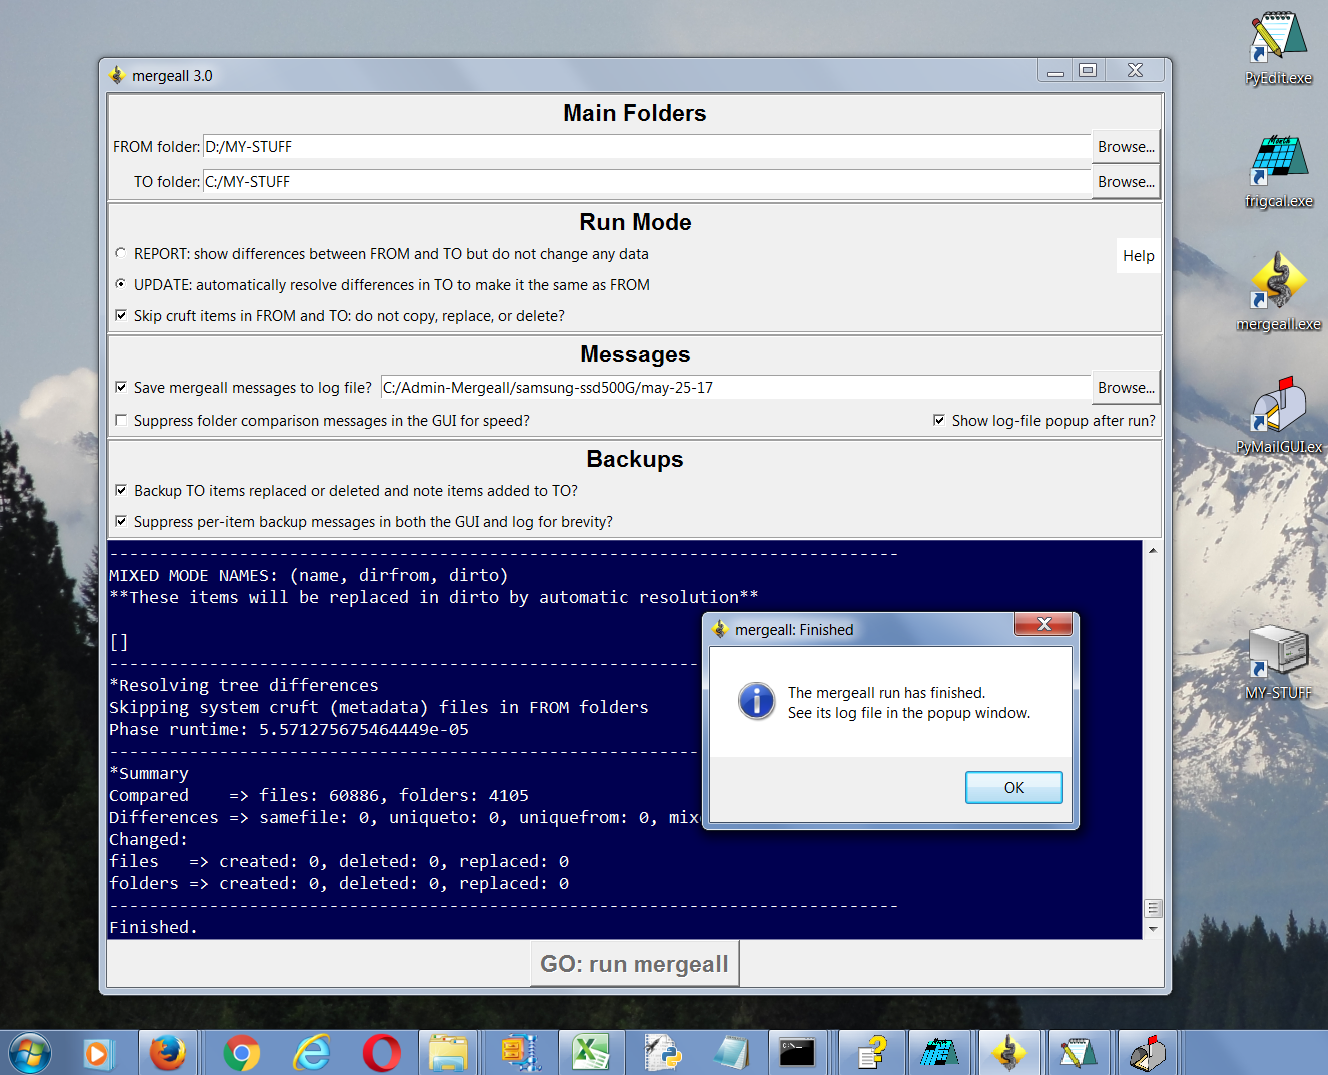 mergeall 3.0
Main Folders
FROM folder: D:/MY-STUFF Browse...
TO folder: C:/MY-STUFF Browse...
Run Mode
REPORT: show differences between FROM and TO but do not change any data
Help
UPDATE: automatically resolve differences in TO to make it the same as FROM
Skip cruft items in FROM and TO: do not copy, replace, or delete?
Messages
Save mergeall messages to log file? C:/Admin-Mergeall/samsung-ssd500G/may-25-17 Browse...
Suppress folder comparison messages in the GUI for speed? Show log-file popup after run?
Backups
Backup TO items replaced or deleted and note items added to TO?
Suppress per-item backup messages in both the GUI and log for brevity?
-------------------------------------------------------------------------------
MIXED MODE NAMES: (name, dirfrom, dirto)
**These items will be replaced in dirto by automatic resolution**
[]
-----------------------------------------------------------
*Resolving tree differences
Skipping system cruft (metadata) files in FROM folders
Phase runtime: 5.571275675464449e-05
-----------------------------------------------------------
*Summary
Compared => files: 60886, folders: 4105
Differences => samefile: 0, uniqueto: 0, uniquefrom: 0, mix
Changed:
files => created: 0, deleted: 0, replaced: 0
folders => created: 0, deleted: 0, replaced: 0
-------------------------------------------------------------------------------
Finished.
GO: run mergeall
mergeall: Finished
The mergeall run has finished.
See its log file in the popup window.
OK
PyEdit.exe
Month
frigcal.exe
mergeall.exe
PyMailGUI.ex
MY-STUFF
C:\_